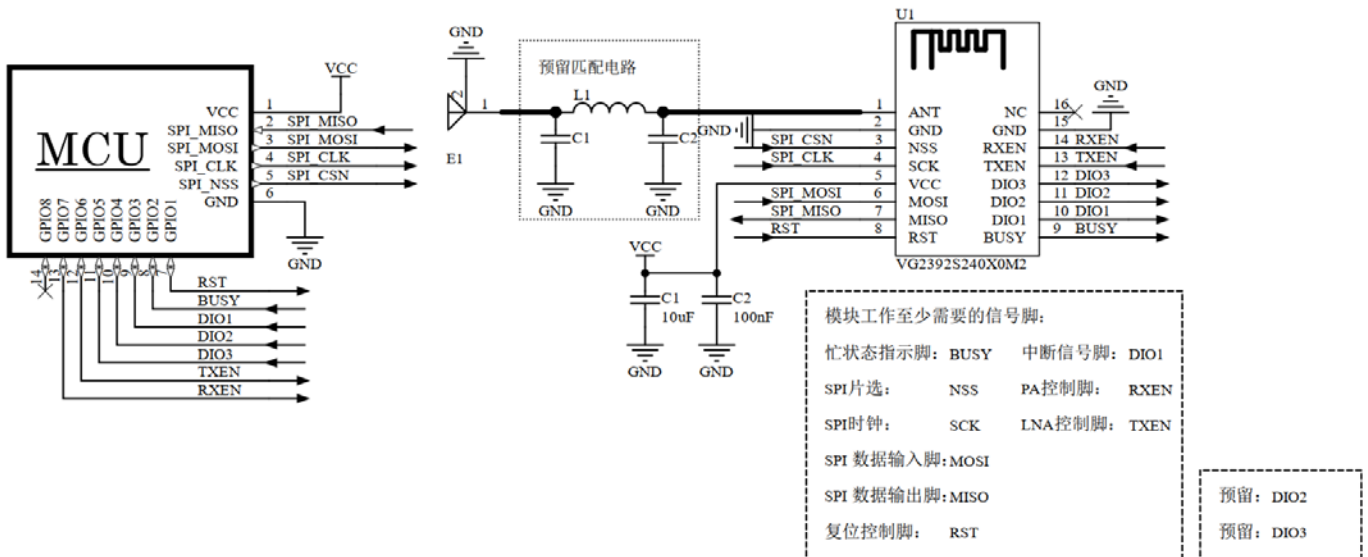 MCU
VCC
VCC
SPI_MISO
SPI_MOSI
SPI_CLK
SPI_NSS
GND
1
2 SPI_MISO
3 SPI_MOSI
4 SPI_CLK
5 SPI_CSN
6
GND
GPIO8
GPIO7
GPIO6
GPIO5
GPIO4
GPIO3
GPIO2
GPIO1
14
13
12
11
10
9
8
7
RST
BUSY
DIO1
DIO2
DIO3
TXEN
RXEN
GND
2
1
E1
预留匹配电路
L1
C1
C2
GND
GND
GND
U1
1 ANT
2 GND
SPI_CSN 3 NSS
SPI_CLK 4 SCK
5 VCC
SPI_MOSI 6 MOSI
SPI_MISO 7 MISO
RST 8 RST
NC 16
GND 15
GND
RXEN 14 RXEN
TXEN 13 TXEN
DIO3 12 DIO3
DIO2 11 DIO2
DIO1 10 DIO1
BUSY 9 BUSY
VG2392S240X0M2
VCC
C1
10uF
C2
100nF
GND
GND
模块工作至少需要的信号脚:
忙状态指示脚: BUSY 中断信号脚: DIO1
SPI片选: NSS PA控制脚: RXEN
SPI时钟: SCK LNA控制脚: TXEN
SPI 数据输入脚: MOSI
SPI 数据输出脚: MISO
复位控制脚: RST
预留: DIO2
预留: DIO3